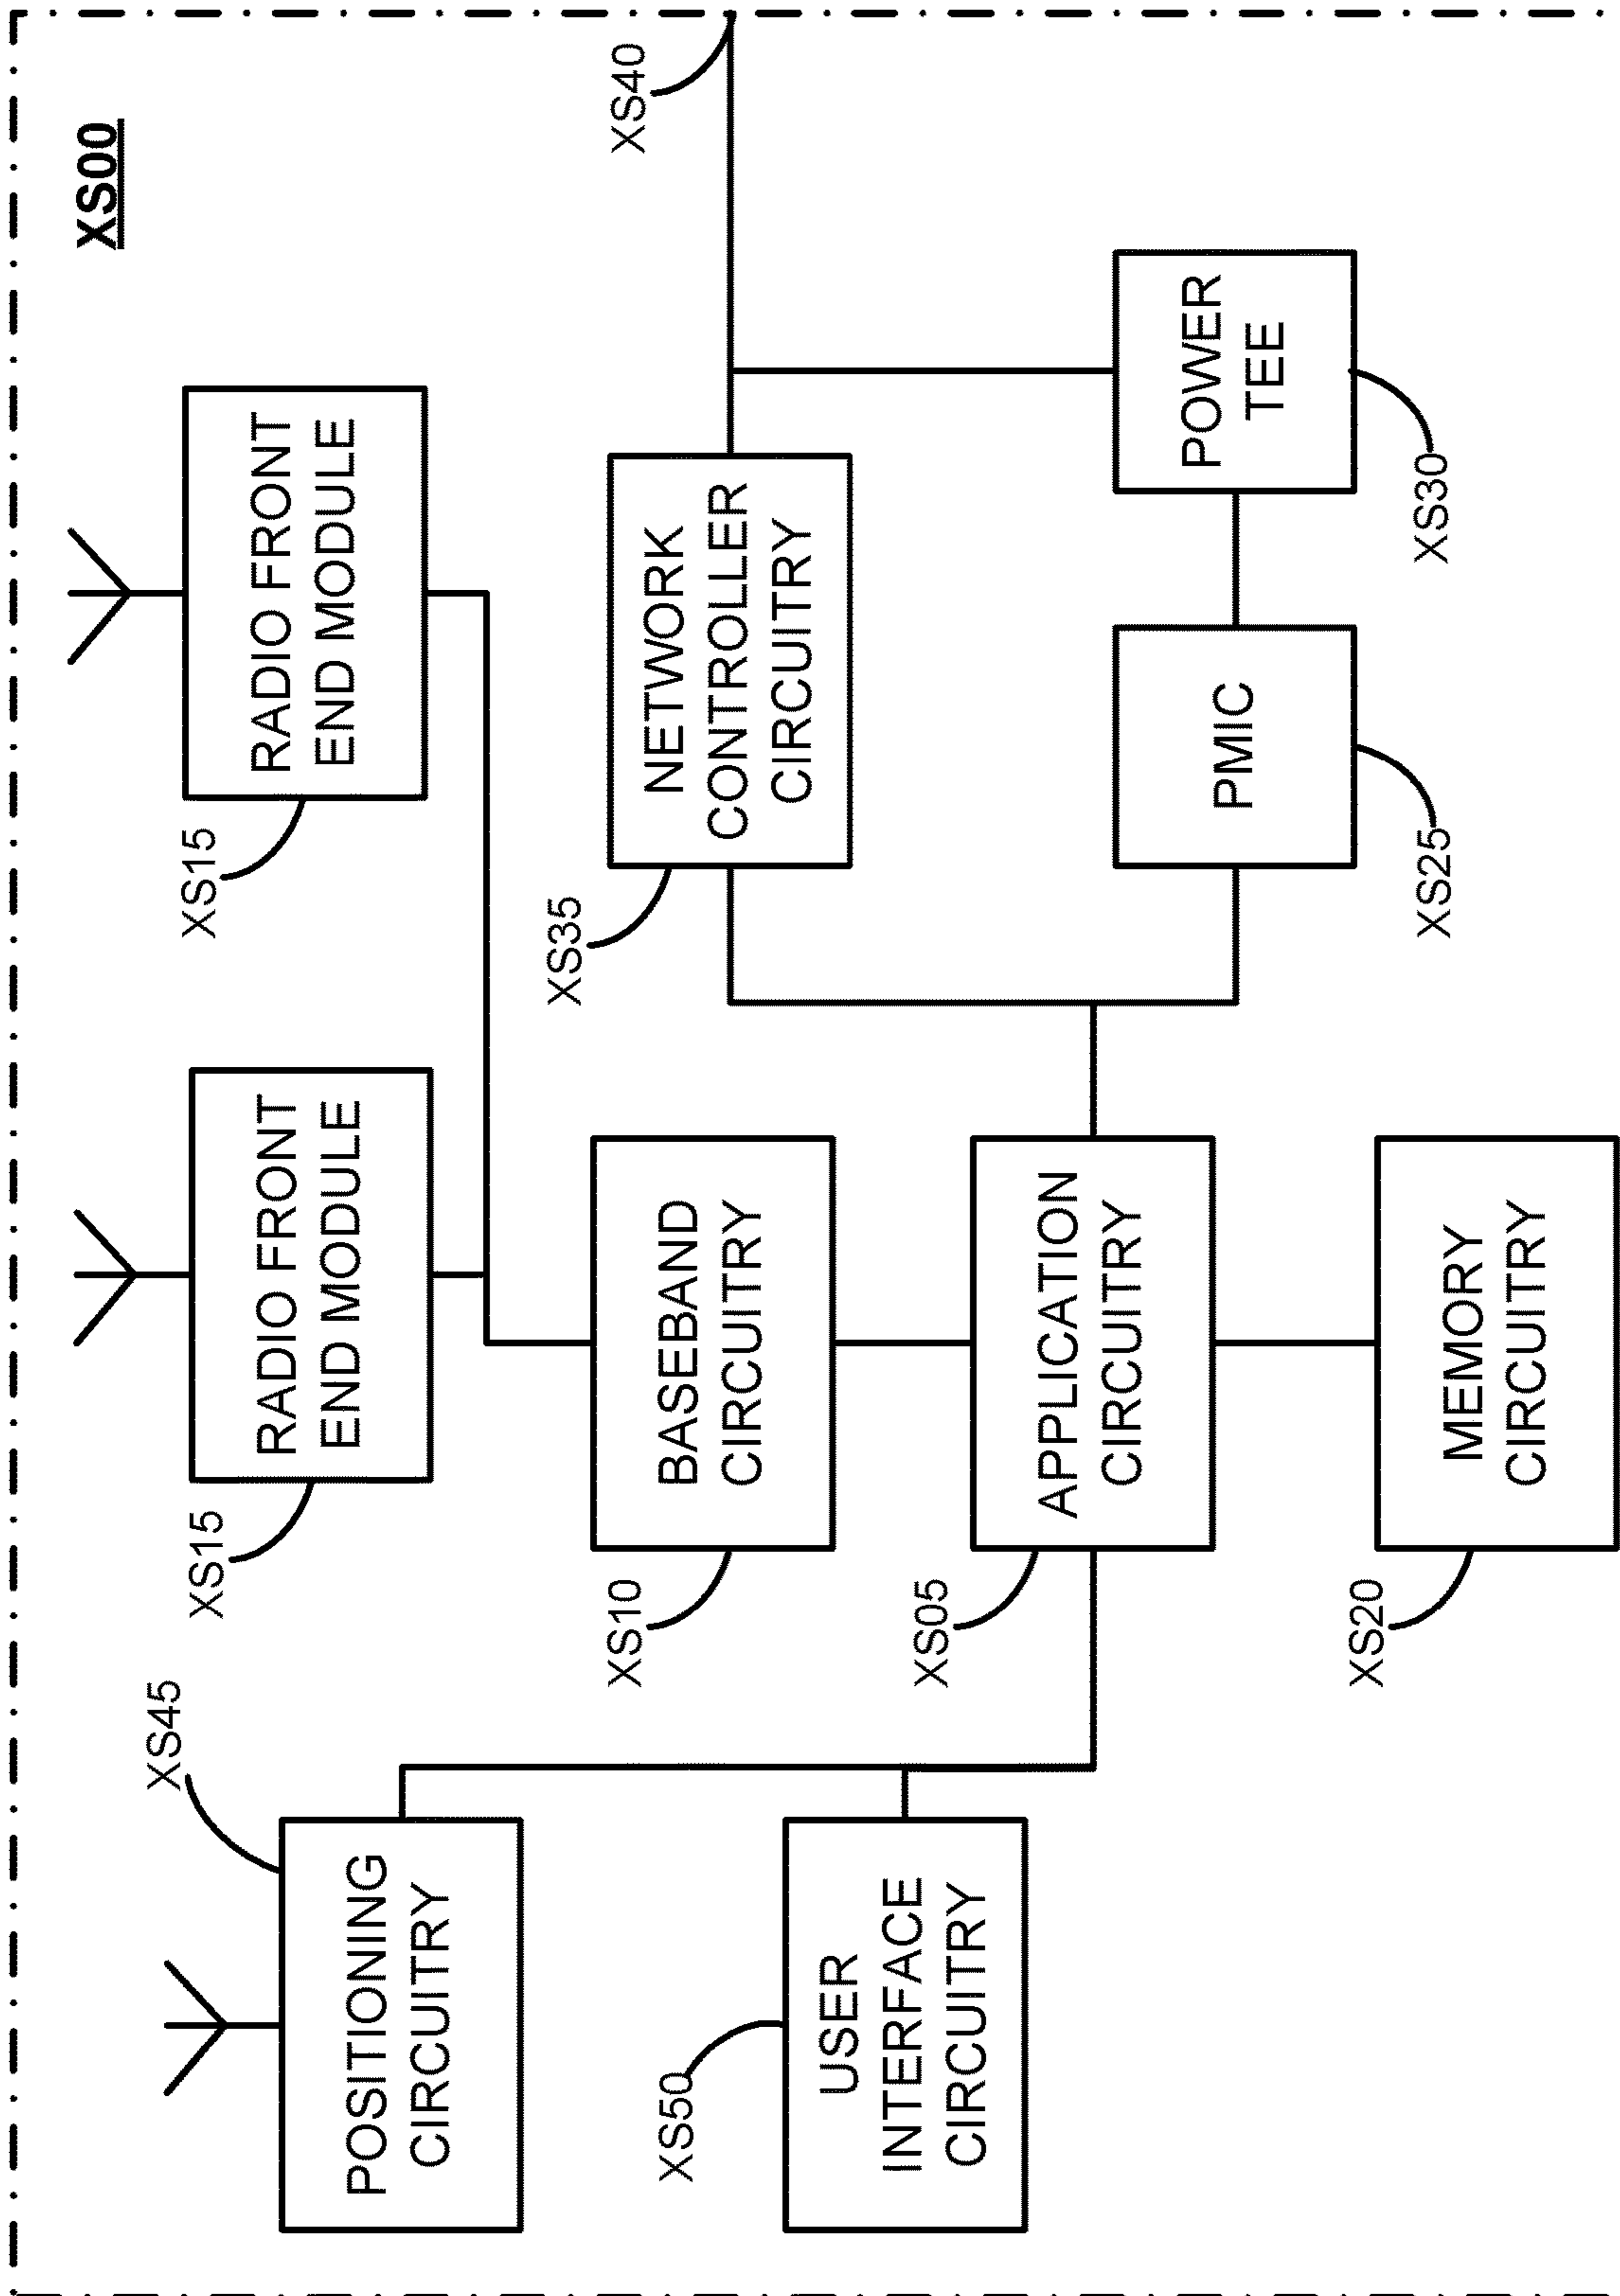 XS00
XS45
XS15
XS15
POSITIONING
CIRCUITRY
RADIO FRONT
END MODULE
RADIO FRONT
END MODULE
XS50
XS10
XS35
XS40
USER
INTERFACE
CIRCUITRY
BASEBAND
CIRCUITRY
NETWORK
CONTROLLER
CIRCUITRY
XS05
APPLICATION
CIRCUITRY
PMIC
POWER
TEE
XS20
XS25
XS30
MEMORY
CIRCUITRY